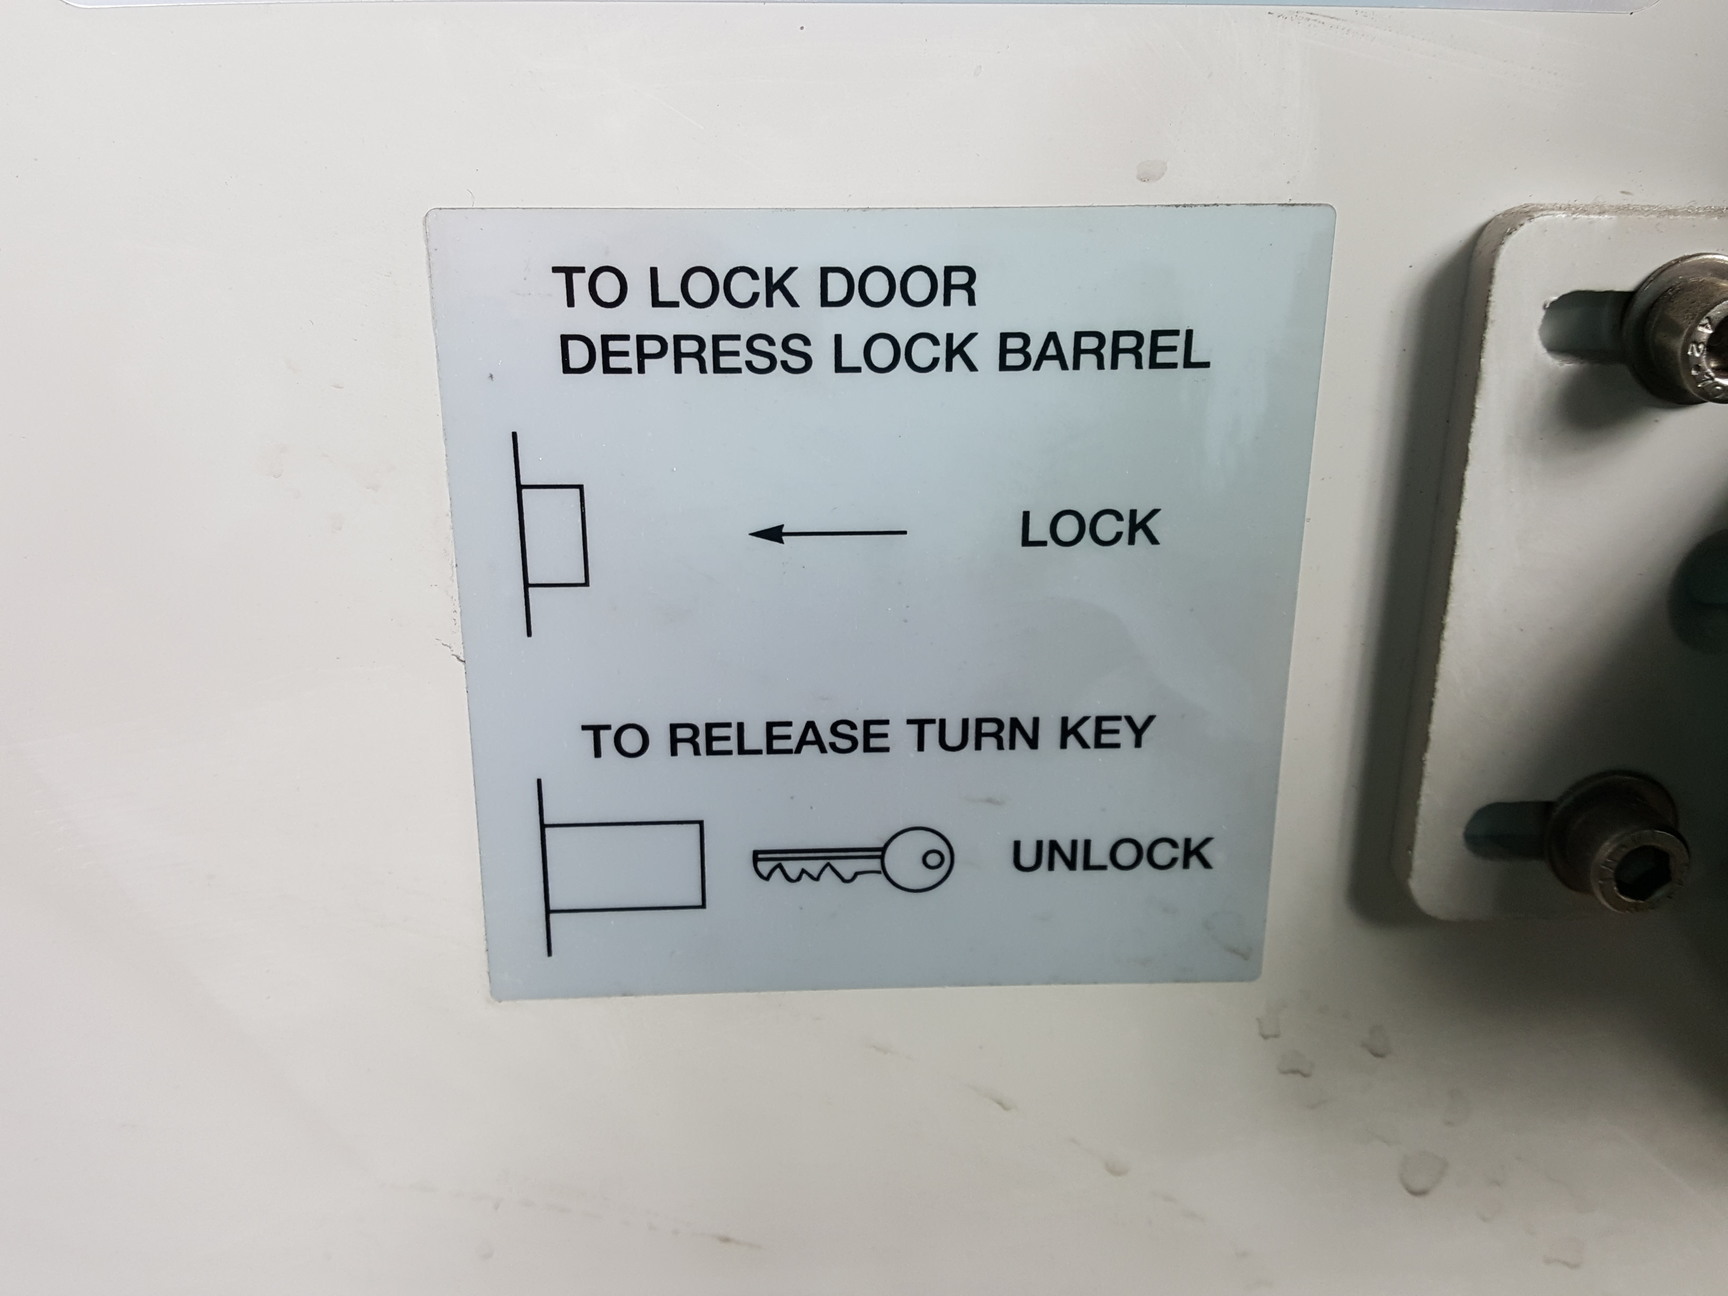 TO LOCK DOOR
DEPRESS LOCK BARREL
LOCK
TO RELEASE TURN KEY
UNLOCK